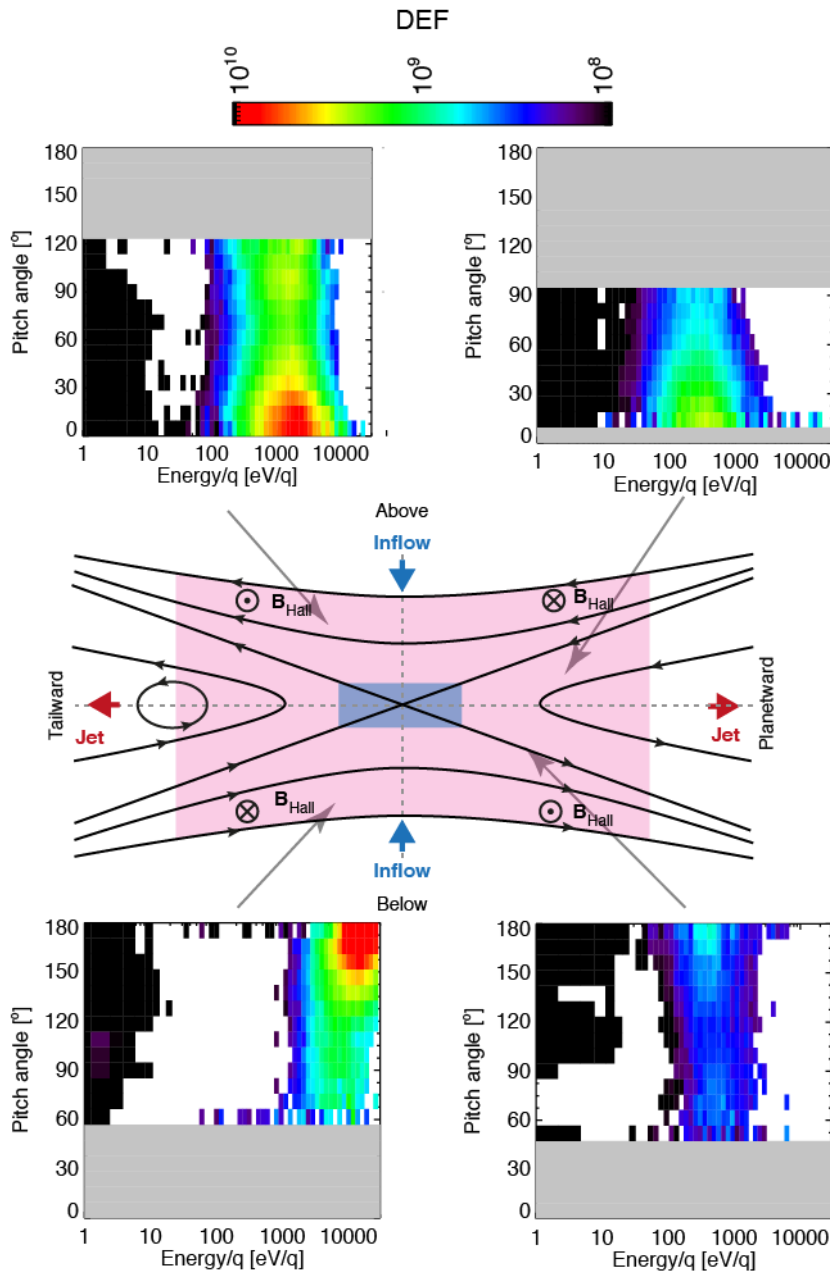 DEF
10^10 10^9 10^8
180
150
120
90
60
30
0
Pitch angle [º]
1 10 100 1000 10000
Energy/q [eV/q]
180
150
120
90
60
30
0
Pitch angle [º]
1 10 100 1000 10000
Energy/q [eV/q]
Above
Inflow
B_Hall
B_Hall
Tailward
Jet
Planetward
Jet
B_Hall
B_Hall
Inflow
Below
180
150
120
90
60
30
0
Pitch angle [º]
1 10 100 1000 10000
Energy/q [eV/q]
180
150
120
90
60
30
0
Pitch angle [º]
1 10 100 1000 10000
Energy/q [eV/q]